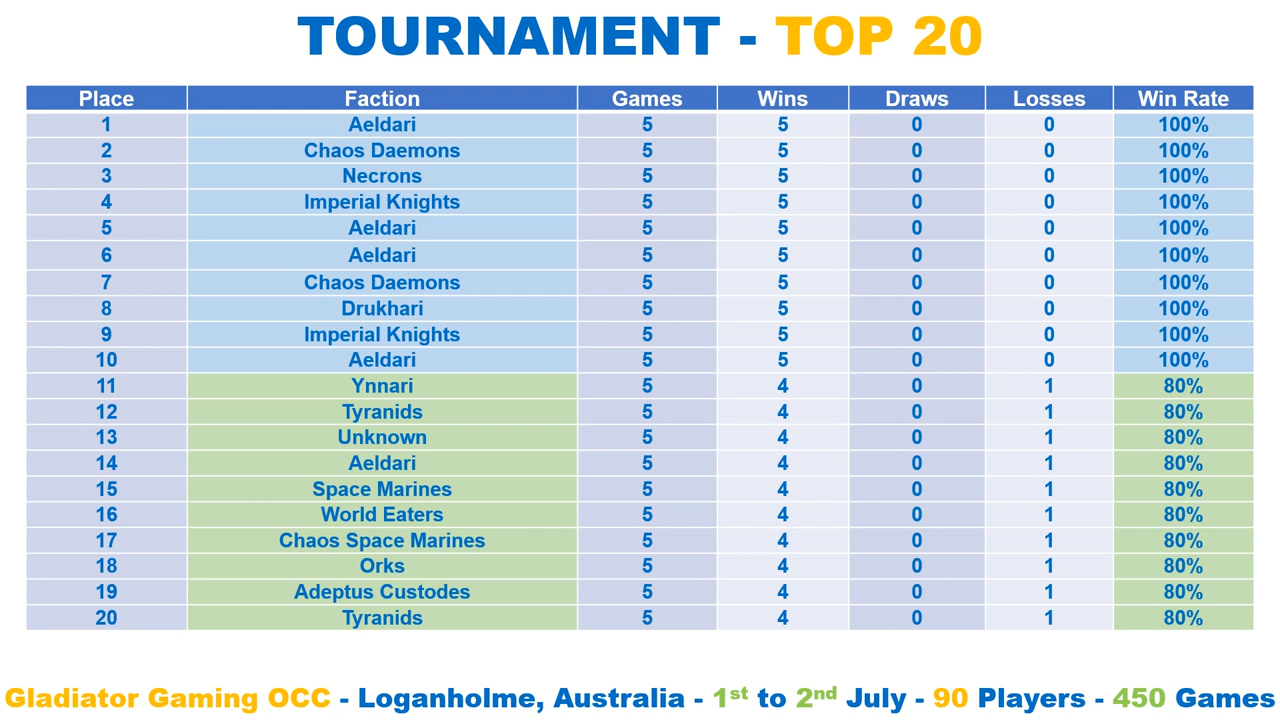 TOURNAMENT - TOP 20
Place Faction Games Wins Draws Losses Win Rate
1 Aeldari 5 5 0 0 100%
2 Chaos Daemons 5 5 0 0 100%
3 Necrons 5 5 0 0 100%
4 Imperial Knights 5 5 0 0 100%
5 Aeldari 5 5 0 0 100%
6 Aeldari 5 5 0 0 100%
7 Chaos Daemons 5 5 0 0 100%
8 Drukhari 5 5 0 0 100%
9 Imperial Knights 5 5 0 0 100%
10 Aeldari 5 5 0 0 100%
11 Ynnari 5 4 0 1 80%
12 Tyranids 5 4 0 1 80%
13 Unknown 5 4 0 1 80%
14 Aeldari 5 4 0 1 80%
15 Space Marines 5 4 0 1 80%
16 World Eaters 5 4 0 1 80%
17 Chaos Space Marines 5 4 0 1 80%
18 Orks 5 4 0 1 80%
19 Adeptus Custodes 5 4 0 1 80%
20 Tyranids 5 4 0 1 80%
Gladiator Gaming OCC - Loganholme, Australia - 1st to 2nd July - 90 Players - 450 Games